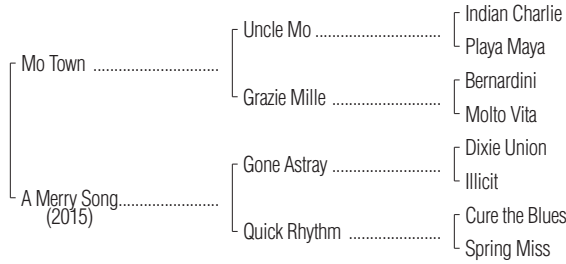 Indian Charlie
Uncle Mo ................................
Playa Maya
Mo Town ................................
Bernardini
Grazie Mille ............................
Molto Vita
Dixie Union
Gone Astray ............................
Illicit
A Merry Song.........................
(2015)
Cure the Blues
Quick Rhythm ........................
Spring Miss